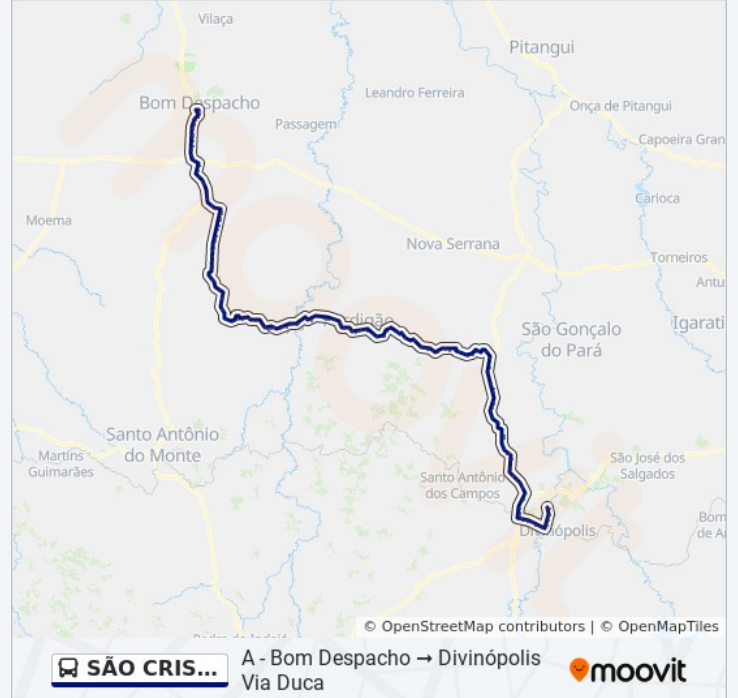 Vilaça
Pitangui
Leandro Ferreira
Bom Despacho
Onça de Pitangui
Passagem
Capoeira Gran
Carioca
Moema
Nova Serrana
Torneiros
Antu
São Gonçalo
do Pará
Igarati
Santo Antônio
do Monte
Martins
Guimarães
São José dos
Salgados
Santo Antônio
dos Campos
Bom
de A
Divinópolis
© OpenStreetMap contributors | © OpenMapTiles
SÃO CRIS...
A - Bom Despacho → Divinópolis
Via Duca
moovit